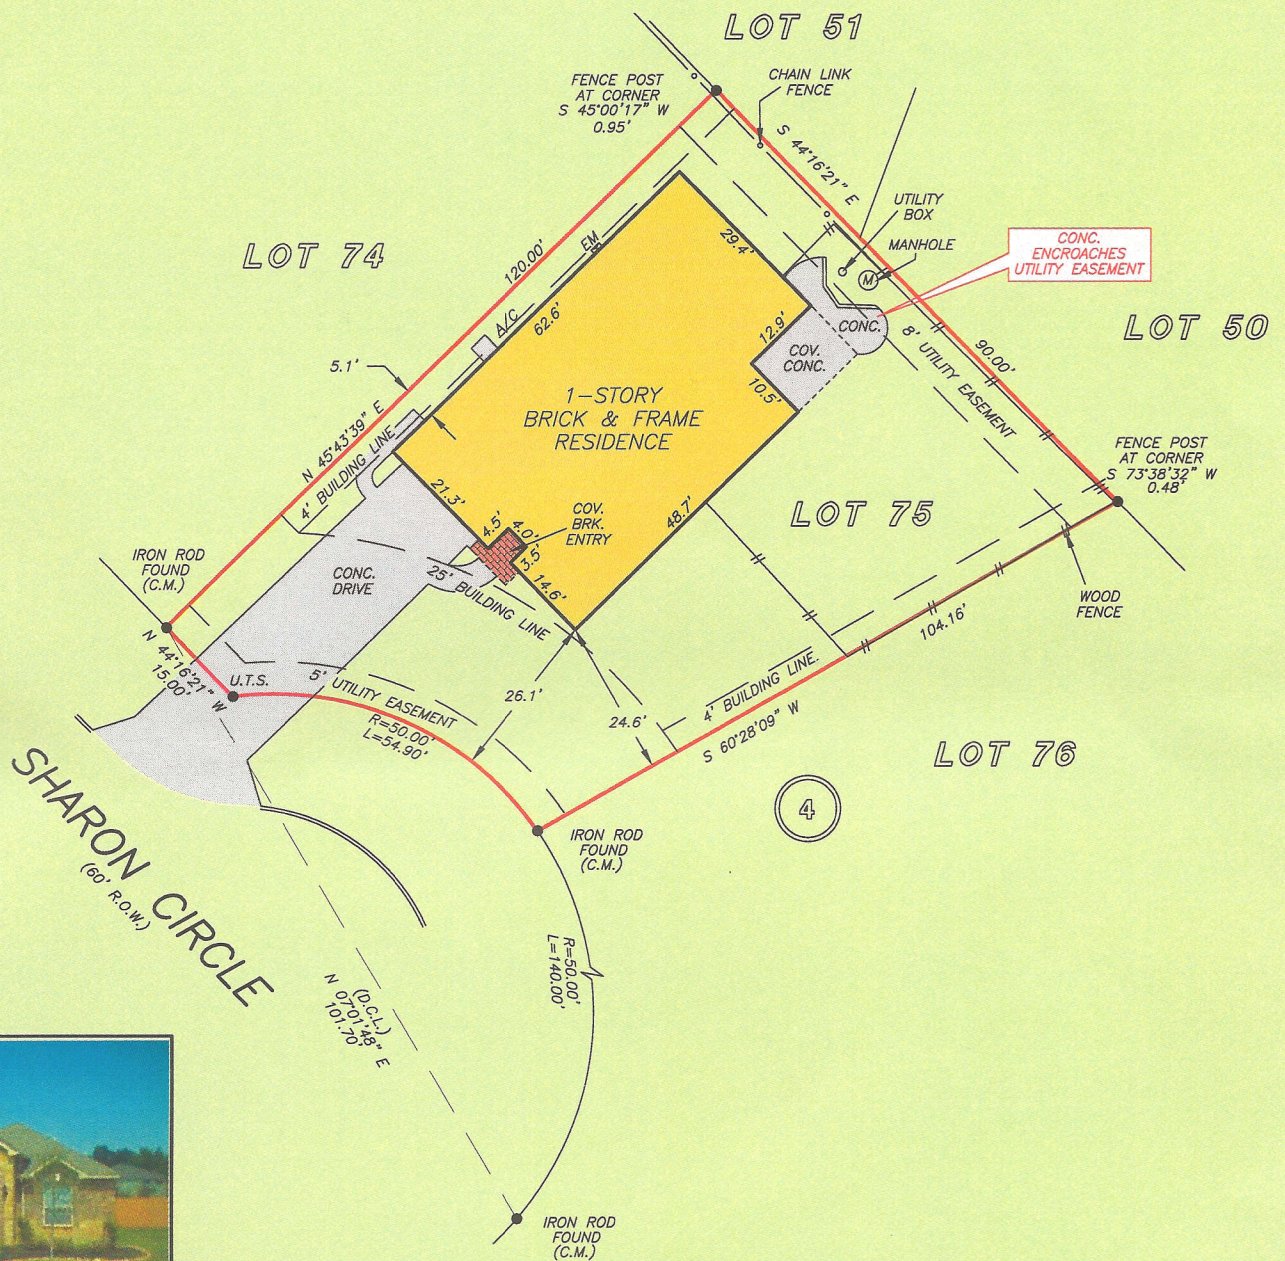 LOT 51
FENCE POST
AT CORNER
S 45°00'17" W
0.95'
CHAIN LINK
FENCE
S 44°16'21" E
UTILITY
BOX
MANHOLE
M
CONC.
ENCROACHES
UTILITY EASEMENT
LOT 74
120.00'
EM
29.4'
A/C
62.6'
12.9'
CONC.
COV.
CONC.
8' UTILITY EASEMENT
90.00'
LOT 50
5.1'
10.5'
1-STORY
BRICK & FRAME
RESIDENCE
N 45°43'39" E
4' BUILDING LINE
FENCE POST
AT CORNER
S 73°38'32" W
0.48'
21.3'
4.5'
4.0'
3.5'
COV.
BRK.
ENTRY
48.7'
LOT 75
IRON ROD
FOUND
(C.M.)
CONC.
DRIVE
25' BUILDING LINE
14.6'
WOOD
FENCE
104.16'
N 44°16'21" W
15.00'
U.T.S.
5' UTILITY EASEMENT
R=50.00'
L=54.90'
26.1'
24.6'
4' BUILDING LINE.
S 60°28'09" W
LOT 76
4
SHARON CIRCLE
(60' R.O.W.)
IRON ROD
FOUND
(C.M.)
R=50.00'
L=140.00'
(D.C.L.)
N 07°01'48" E
101.70'
IRON ROD
FOUND
(C.M.)